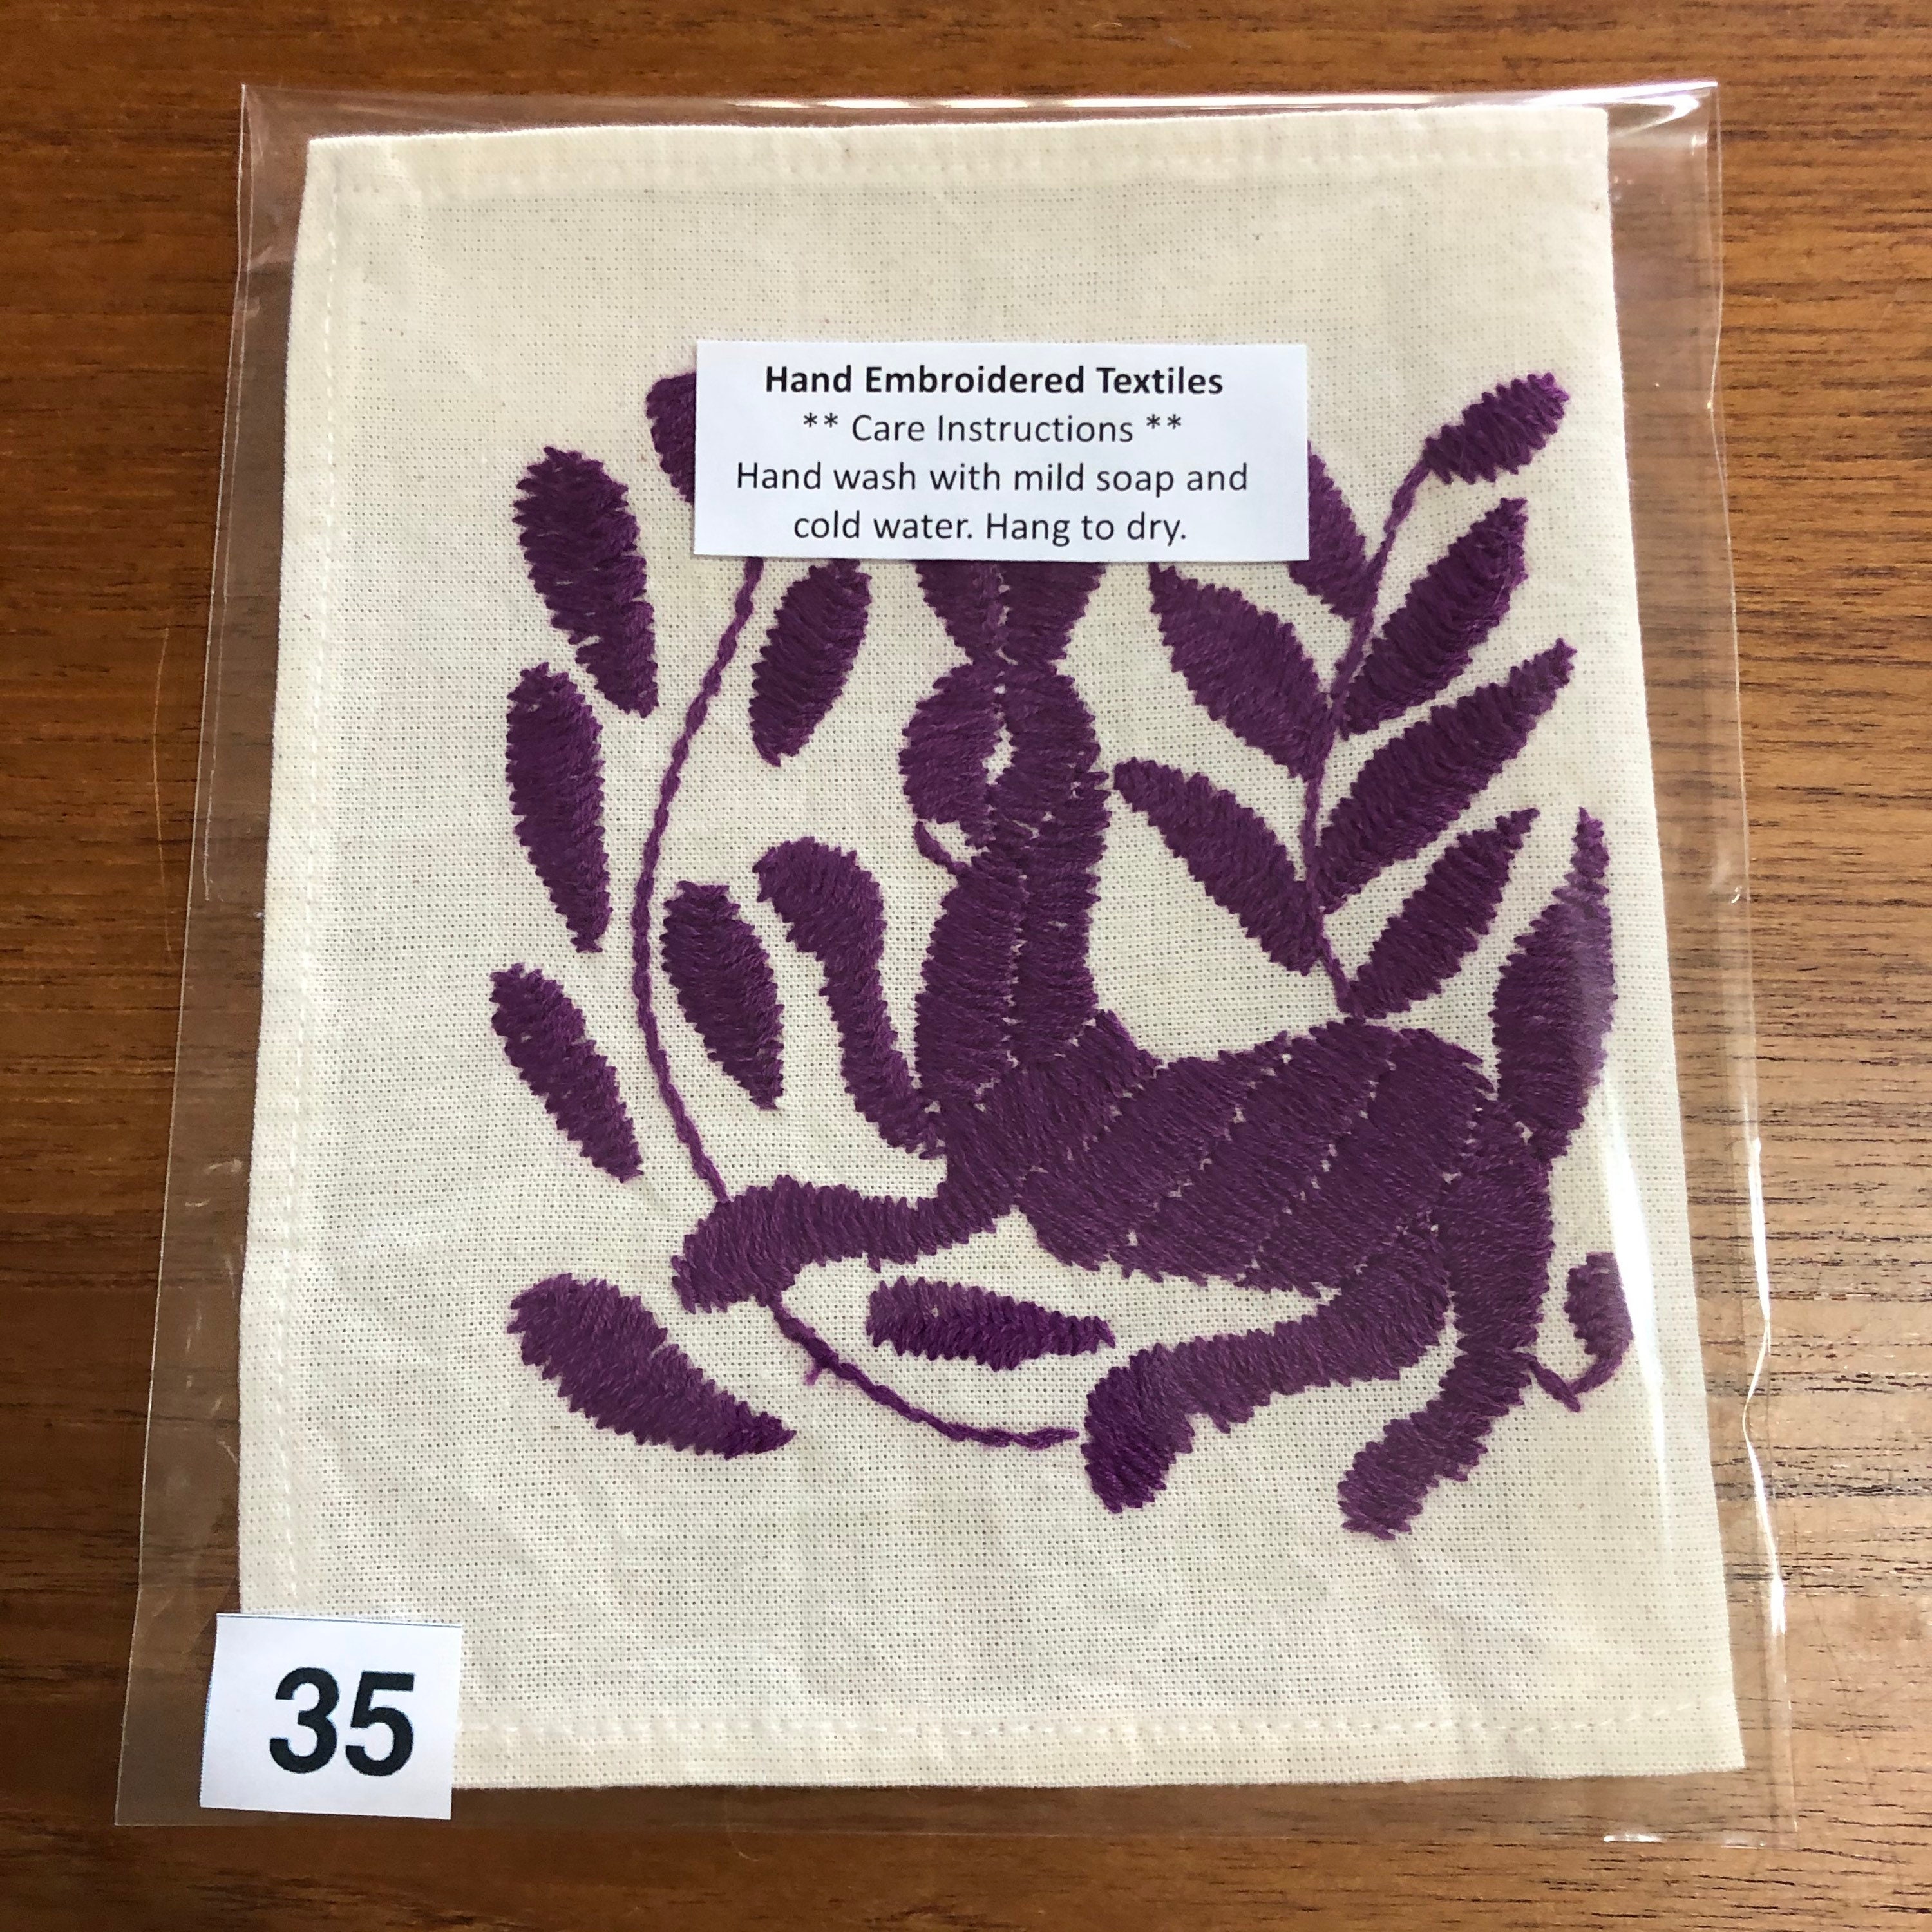 Hand Embroidered Textiles
** Care Instructions **
Hand wash with mild soap and
cold water. Hang to dry.
35